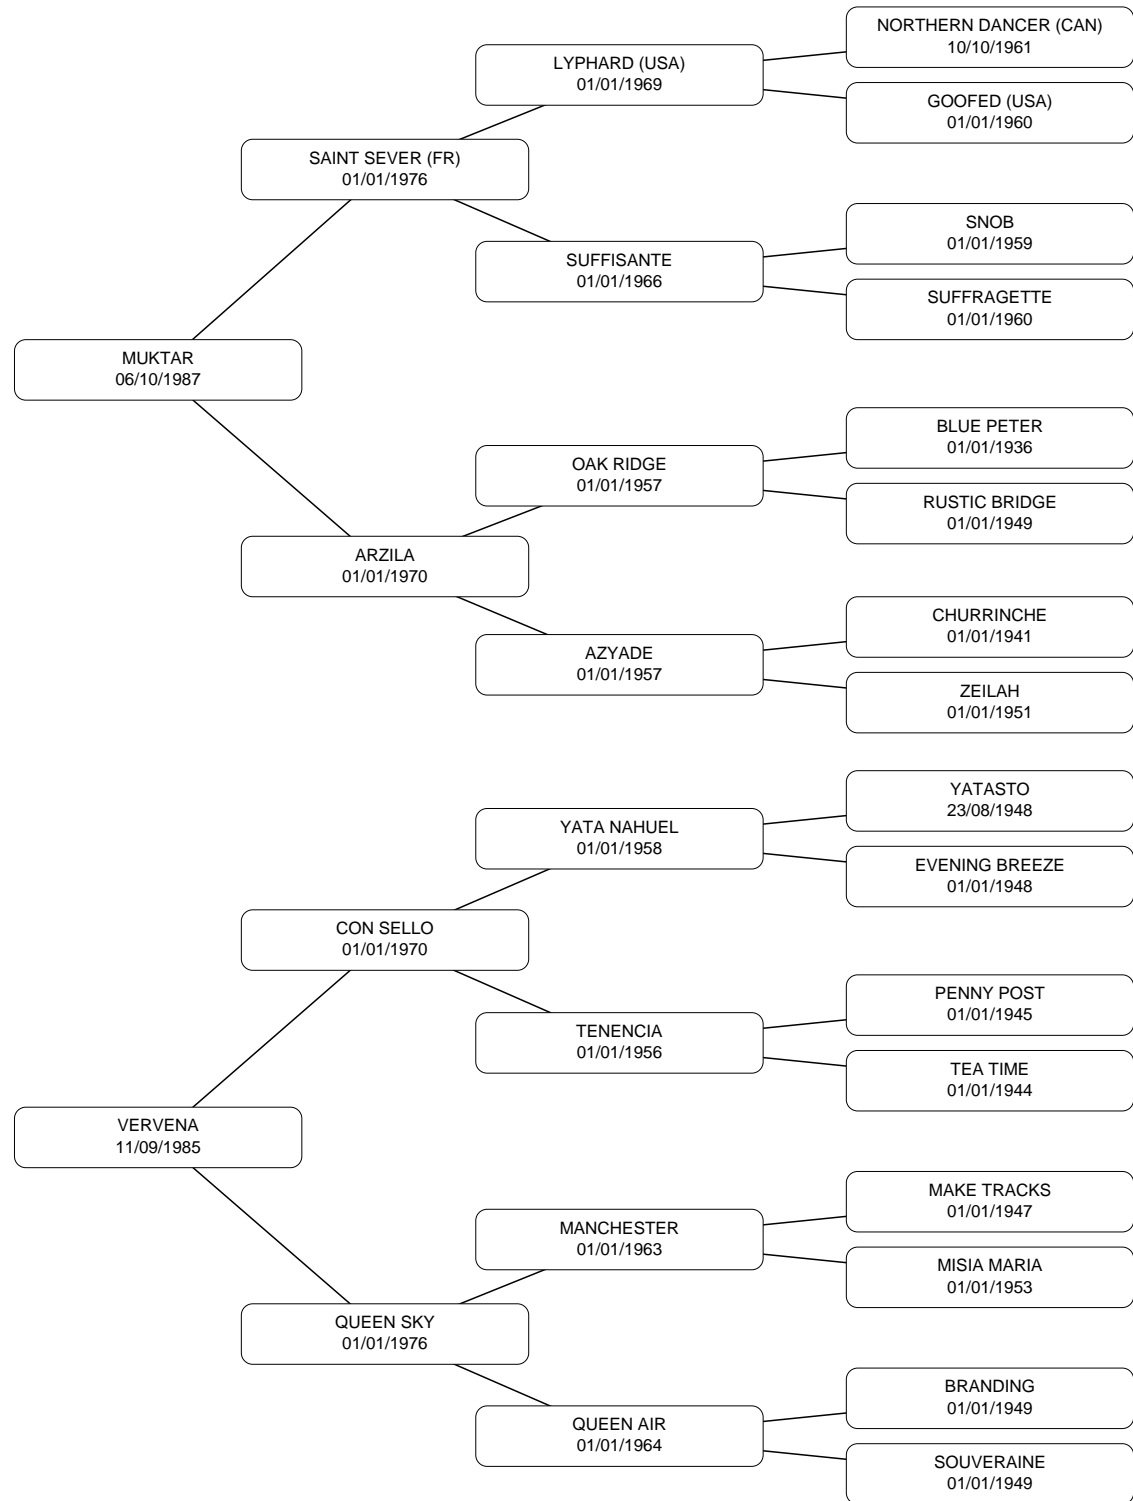 NORTHERN DANCER (CAN)
10/10/1961
LYPHARD (USA)
01/01/1969
GOOFED (USA)
01/01/1960
SAINT SEVER (FR)
01/01/1976
SNOB
01/01/1959
SUFFISANTE
01/01/1966
SUFFRAGETTE
01/01/1960
MUKTAR
06/10/1987
BLUE PETER
01/01/1936
OAK RIDGE
01/01/1957
RUSTIC BRIDGE
01/01/1949
ARZILA
01/01/1970
CHURRINCHE
01/01/1941
AZYADE
01/01/1957
ZEILAH
01/01/1951
YATASTO
23/08/1948
YATA NAHUEL
01/01/1958
EVENING BREEZE
01/01/1948
CON SELLO
01/01/1970
PENNY POST
01/01/1945
TENENCIA
01/01/1956
TEA TIME
01/01/1944
VERVENA
11/09/1985
MAKE TRACKS
01/01/1947
MANCHESTER
01/01/1963
MISIA MARIA
01/01/1953
QUEEN SKY
01/01/1976
BRANDING
01/01/1949
QUEEN AIR
01/01/1964
SOUVERAINE
01/01/1949